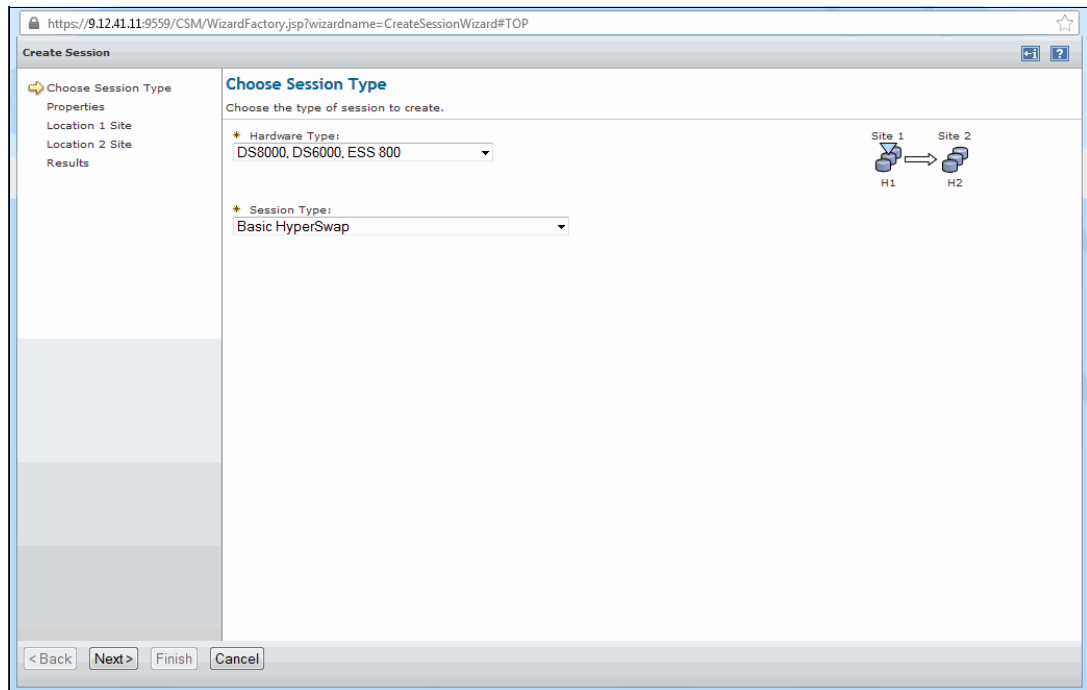 https://9.12.41.11:9559/CSM/WizardFactory.jsp?wizardname=CreateSessionWizard#TOP
Create Session
?
Choose Session Type
Properties
Location 1 Site
Location 2 Site
Results
Choose Session Type
Choose the type of session to create.
* Hardware Type:
DS8000, DS6000, ESS 800
Site 1 Site 2
H1 H2
* Session Type:
Basic HyperSwap
< Back Next > Finish Cancel